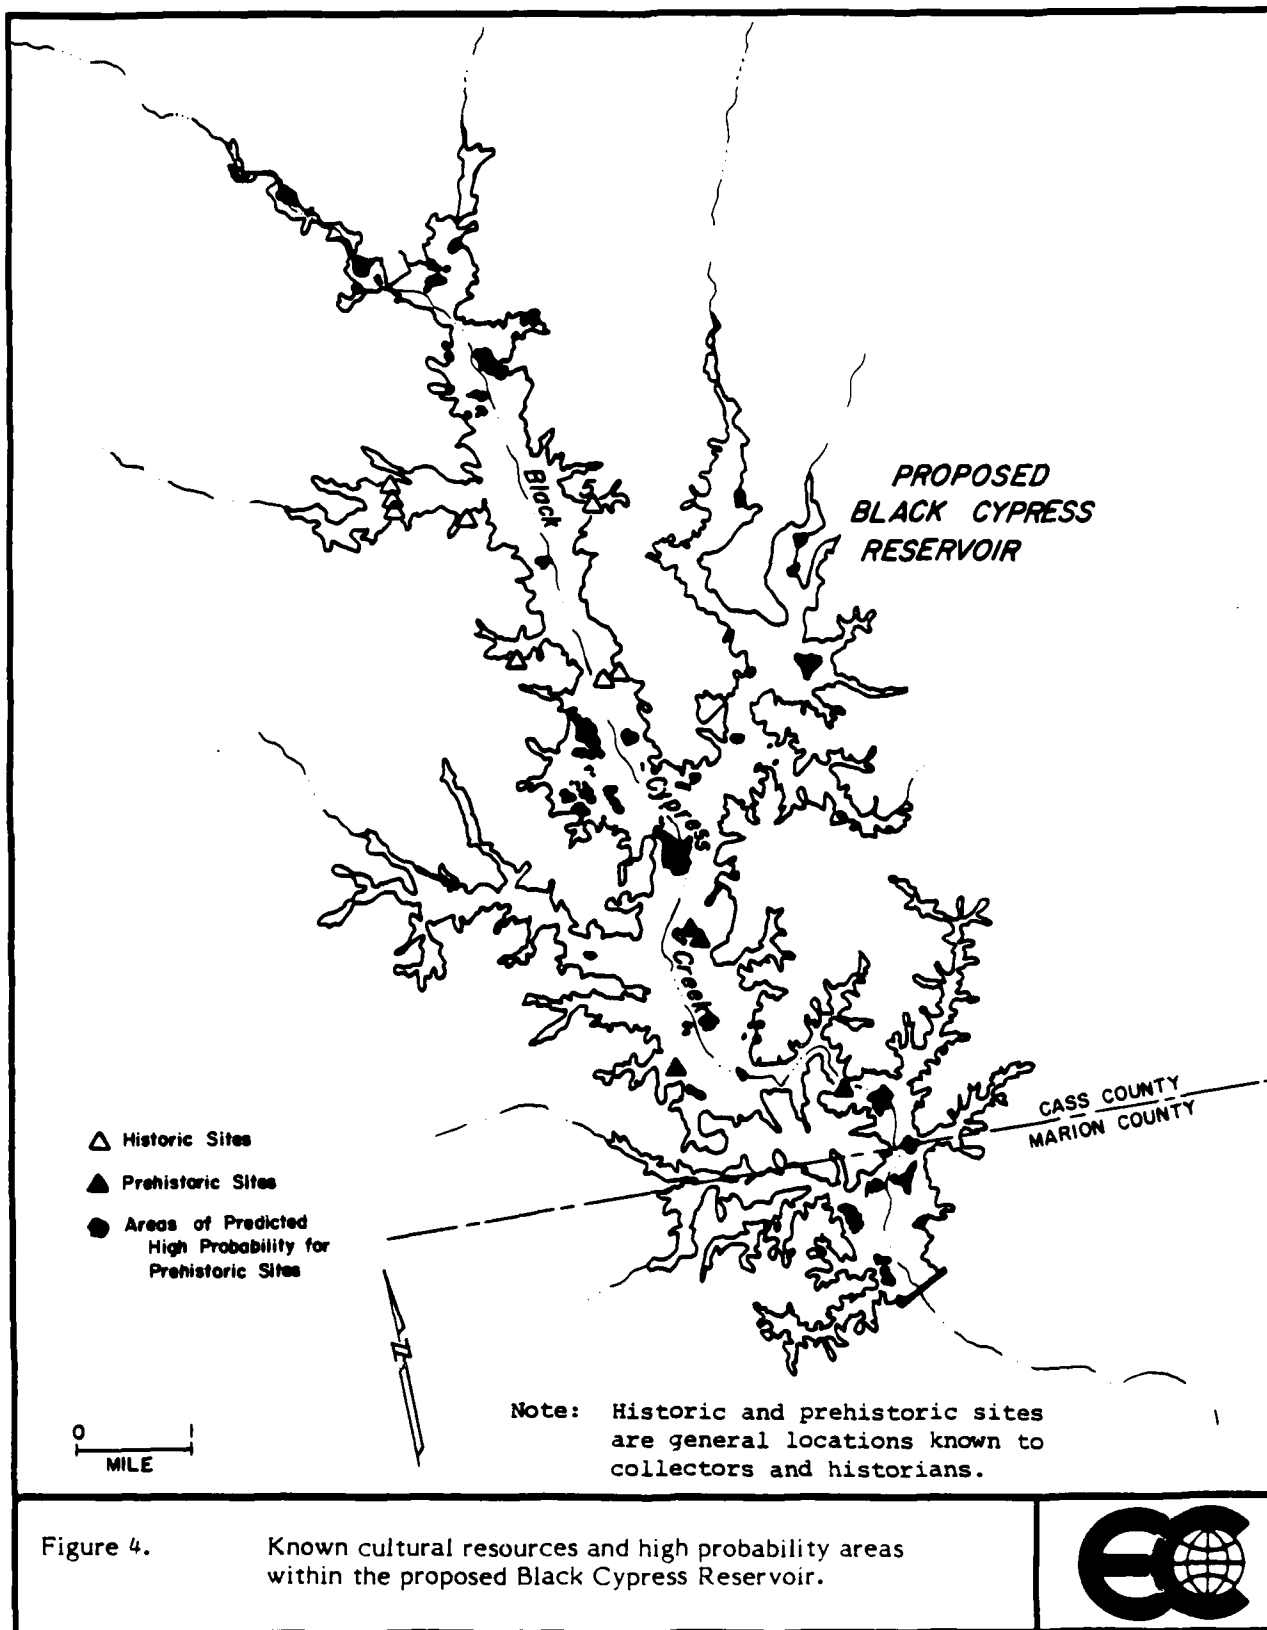 PROPOSED
BLACK CYPRESS
RESERVOIR
Black
5
Cypress
Creek
CASS COUNTY
MARION COUNTY
Historic Sites
Prehistoric Sites
Areas of Predicted
High Probability for
Prehistoric Sites
N
0 1
MILE
Note: Historic and prehistoric sites
are general locations known to
collectors and historians.
Figure 4. Known cultural resources and high probability areas
within the proposed Black Cypress Reservoir.
EC